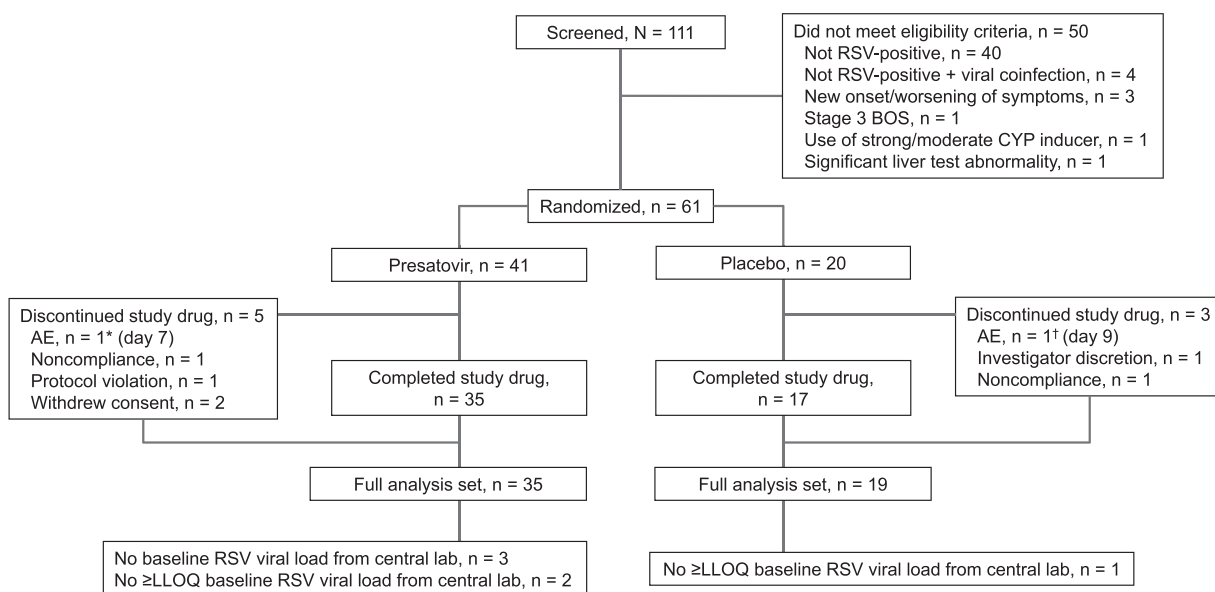 Screened, N = 111
Did not meet eligibility criteria, n = 50
Not RSV-positive, n = 40
Not RSV-positive + viral coinfection, n = 4
New onset/worsening of symptoms, n = 3
Stage 3 BOS, n = 1
Use of strong/moderate CYP inducer, n = 1
Significant liver test abnormality, n = 1
Randomized, n = 61
Presatovir, n = 41
Placebo, n = 20
Discontinued study drug, n = 5
AE, n = 1* (day 7)
Noncompliance, n = 1
Protocol violation, n = 1
Withdrew consent, n = 2
Completed study drug,
n = 35
Completed study drug,
n = 17
Discontinued study drug, n = 3
AE, n = 1† (day 9)
Investigator discretion, n = 1
Noncompliance, n = 1
Full analysis set, n = 35
Full analysis set, n = 19
No baseline RSV viral load from central lab, n = 3
No ≥LLOQ baseline RSV viral load from central lab, n = 2
No ≥LLOQ baseline RSV viral load from central lab, n = 1